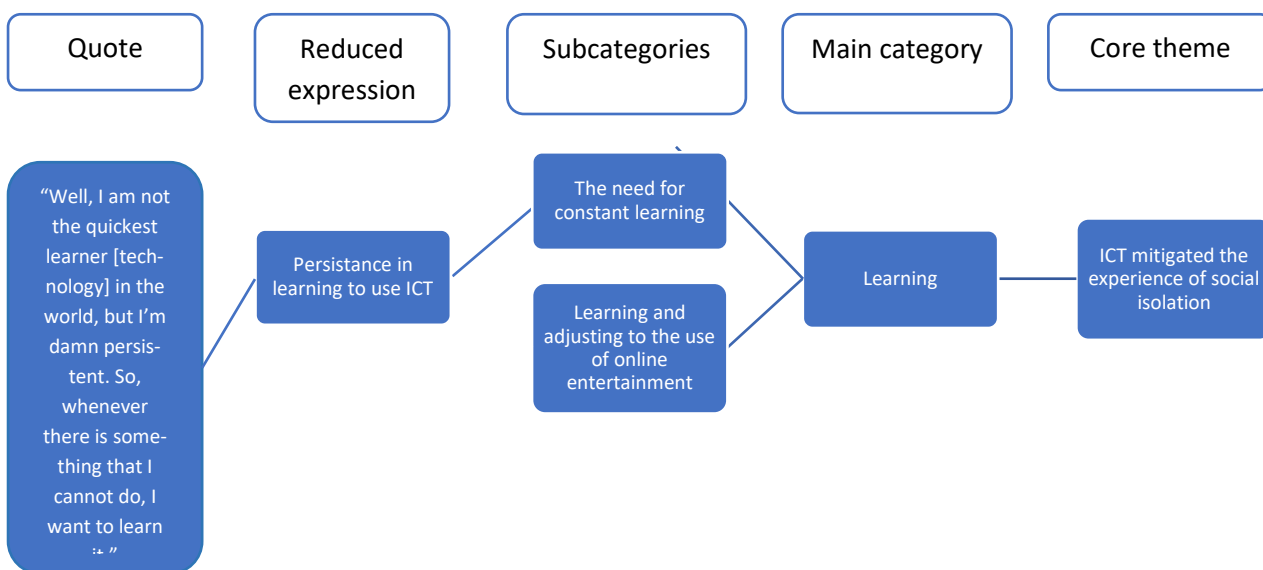 Quote
Reduced
expression
Subcategories
Main category
Core theme
“Well, I am not
the quickest
learner [tech-
nology] in the
world, but I’m
damn persis-
tent. So,
whenever
there is some-
thing that I
cannot do, I
want to learn
it.”
Persistance in
learning to use ICT
The need for
constant learning
Learning and
adjusting to the use
of online
entertainment
Learning
ICT mitigated the
experience of social
isolation